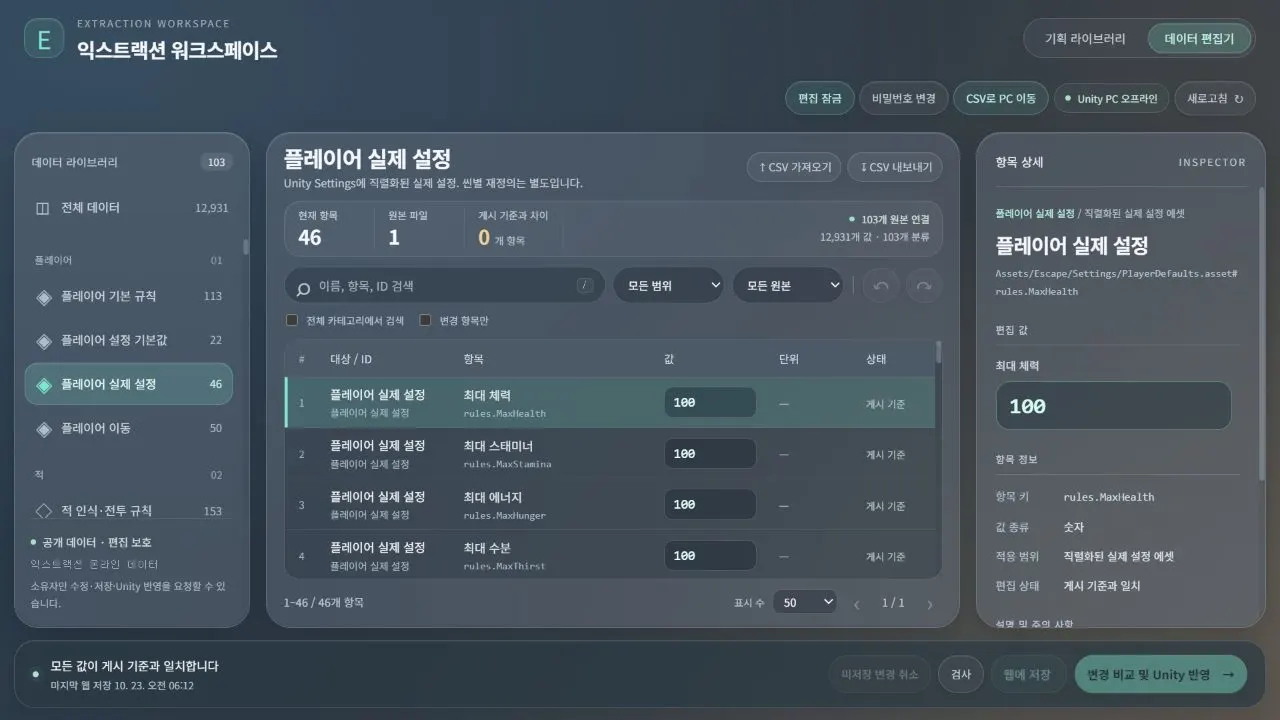 E
EXTRACTION WORKSPACE
익스트랙션 워크스페이스
기획 라이브러리
데이터 편집기
편집 잠금
비밀번호 변경
CSV로 PC 이동
Unity PC 오프라인
새로고침 ↻
데이터 라이브러리
103
전체 데이터
12,931
플레이어
01
플레이어 기본 규칙
113
플레이어 설정 기본값
22
플레이어 실제 설정
46
플레이어 이동
50
적
02
적 인식·전투 규칙
153
공개 데이터 · 편집 보호
익스트랙션 온라인 데이터
소유자만 수정·저장·Unity 반영을 요청할 수 있
습니다.
플레이어 실제 설정
Unity Settings에 직렬화된 실제 설정. 씬별 재정의는 별도입니다.
↑ CSV 가져오기
↧ CSV 내보내기
현재 항목
46
원본 파일
1
게시 기준과 차이
0 개 항목
103개 원본 연결
12,931개 값 · 103개 분류
이름, 항목, ID 검색
/
모든 범위
모든 원본
전체 카테고리에서 검색
변경 항목만
# 대상 / ID 항목 값 단위 상태
1 플레이어 실제 설정 최대 체력 100 — 게시 기준
플레이어 실제 설정 rules.MaxHealth
2 플레이어 실제 설정 최대 스태미너 100 — 게시 기준
플레이어 실제 설정 rules.MaxStamina
3 플레이어 실제 설정 최대 에너지 100 — 게시 기준
플레이어 실제 설정 rules.MaxHunger
4 플레이어 실제 설정 최대 수분 100 — 게시 기준
플레이어 실제 설정 rules.MaxThirst
1–46 / 46개 항목
표시 수
50
‹ 1 / 1 ›
항목 상세
INSPECTOR
플레이어 실제 설정 / 직렬화된 실제 설정 에셋
플레이어 실제 설정
Assets/Escape/Settings/PlayerDefaults.asset#
rules.MaxHealth
편집 값
최대 체력
100
항목 정보
항목 키 rules.MaxHealth
값 종류 숫자
적용 범위 직렬화된 실제 설정 에셋
편집 상태 게시 기준과 일치
설명 및 주의 사항
모든 값이 게시 기준과 일치합니다
마지막 웹 저장 10. 23. 오전 06:12
미저장 변경 취소
검사
웹에 저장
변경 비교 및 Unity 반영 →